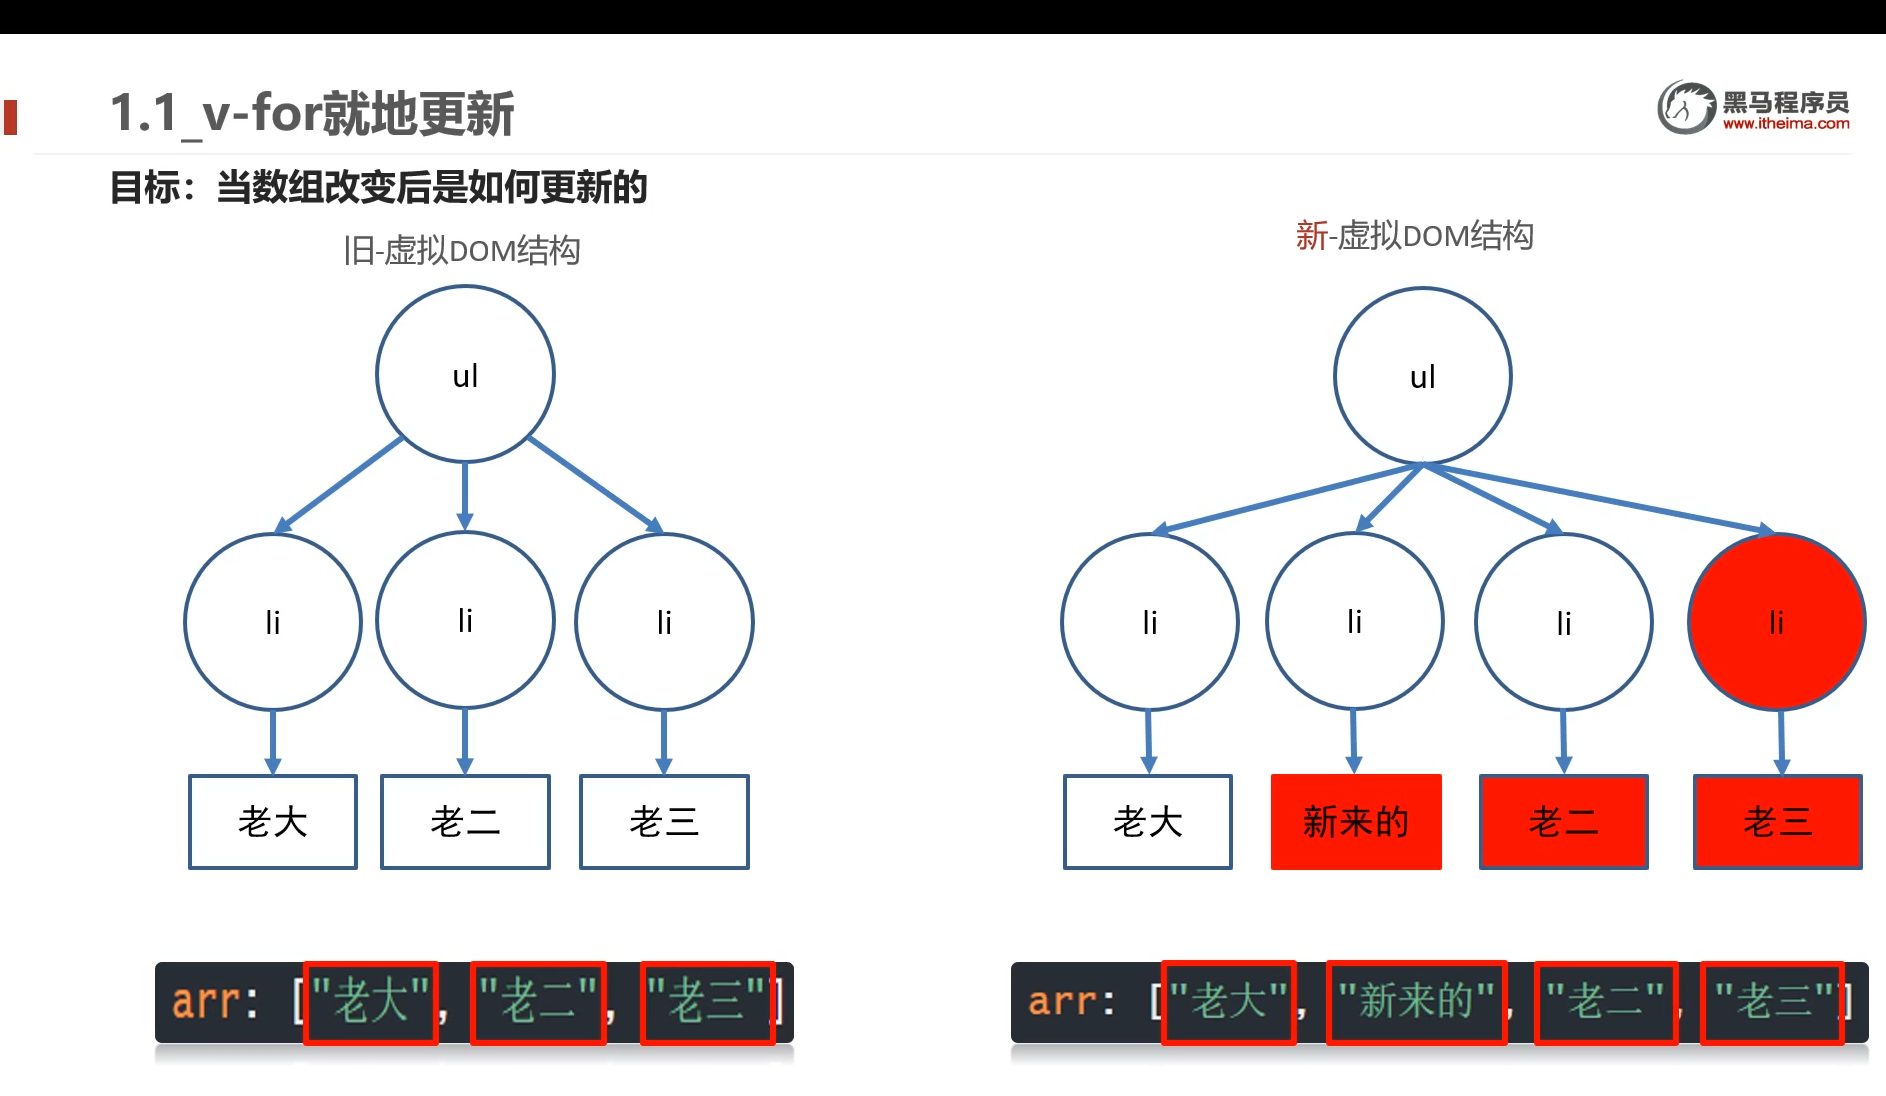 1.1_v-for就地更新
黑马程序员
www.itheima.com
目标：当数组改变后是如何更新的
旧-虚拟DOM结构
ul
li
li
li
老大
老二
老三
arr: ["老大", "老二", "老三"]
新-虚拟DOM结构
ul
li
li
li
li
老大
新来的
老二
老三
arr: ["老大", "新来的", "老二", "老三"]